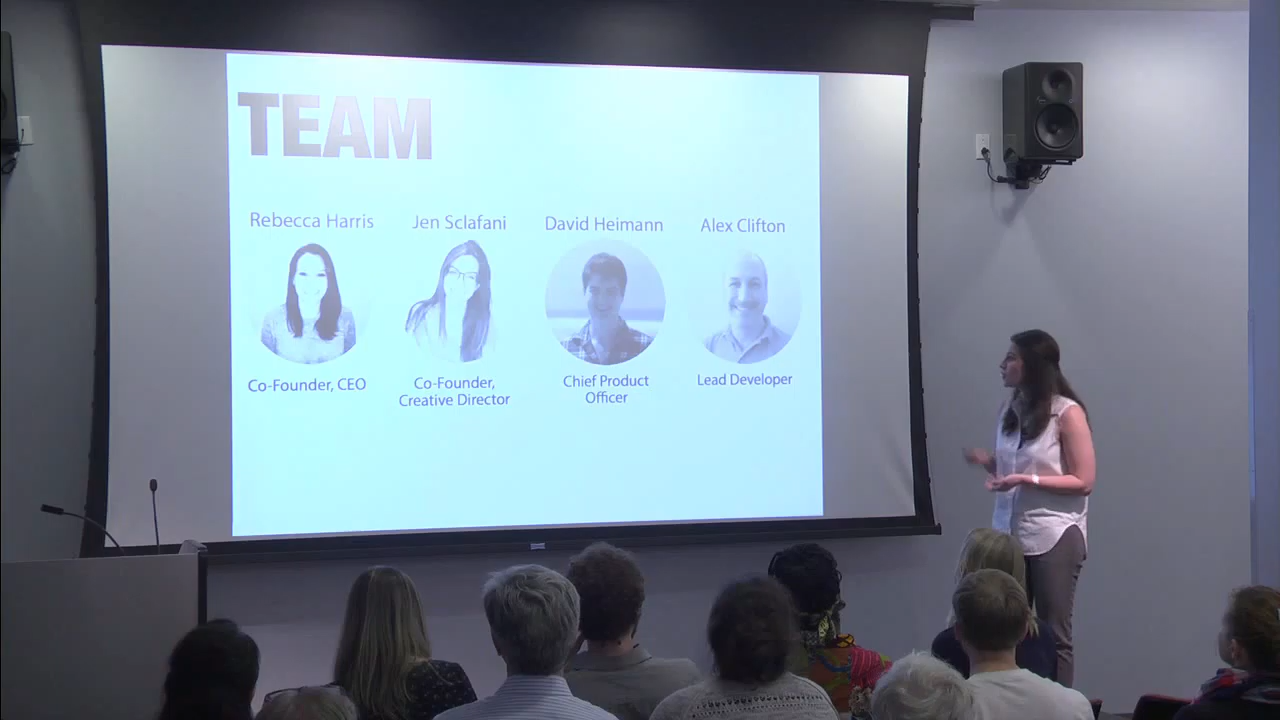 TEAM
Rebecca Harris
Jen Sclafani
David Heimann
Alex Clifton
Co-Founder, CEO
Co-Founder,
Creative Director
Chief Product
Officer
Lead Developer